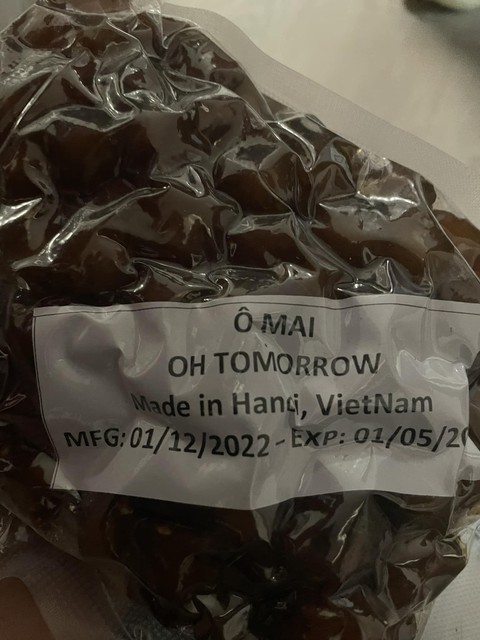 Ô MAI
OH TOMORROW
Made in Hanoi, VietNam
MFG: 01/12/2022 - EXP: 01/05/20